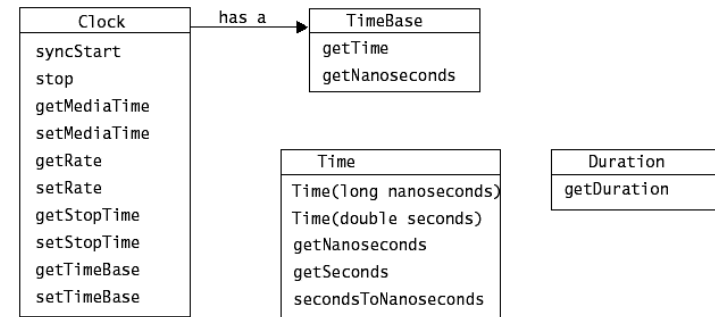 Clock
syncStart
stop
getMediaTime
setMediaTime
getRate
setRate
getStopTime
setStopTime
getTimeBase
setTimeBase
has a
TimeBase
getTime
getNanoseconds
Time
Time(long nanoseconds)
Time(double seconds)
getNanoseconds
getSeconds
secondsToNanoseconds
Duration
getDuration